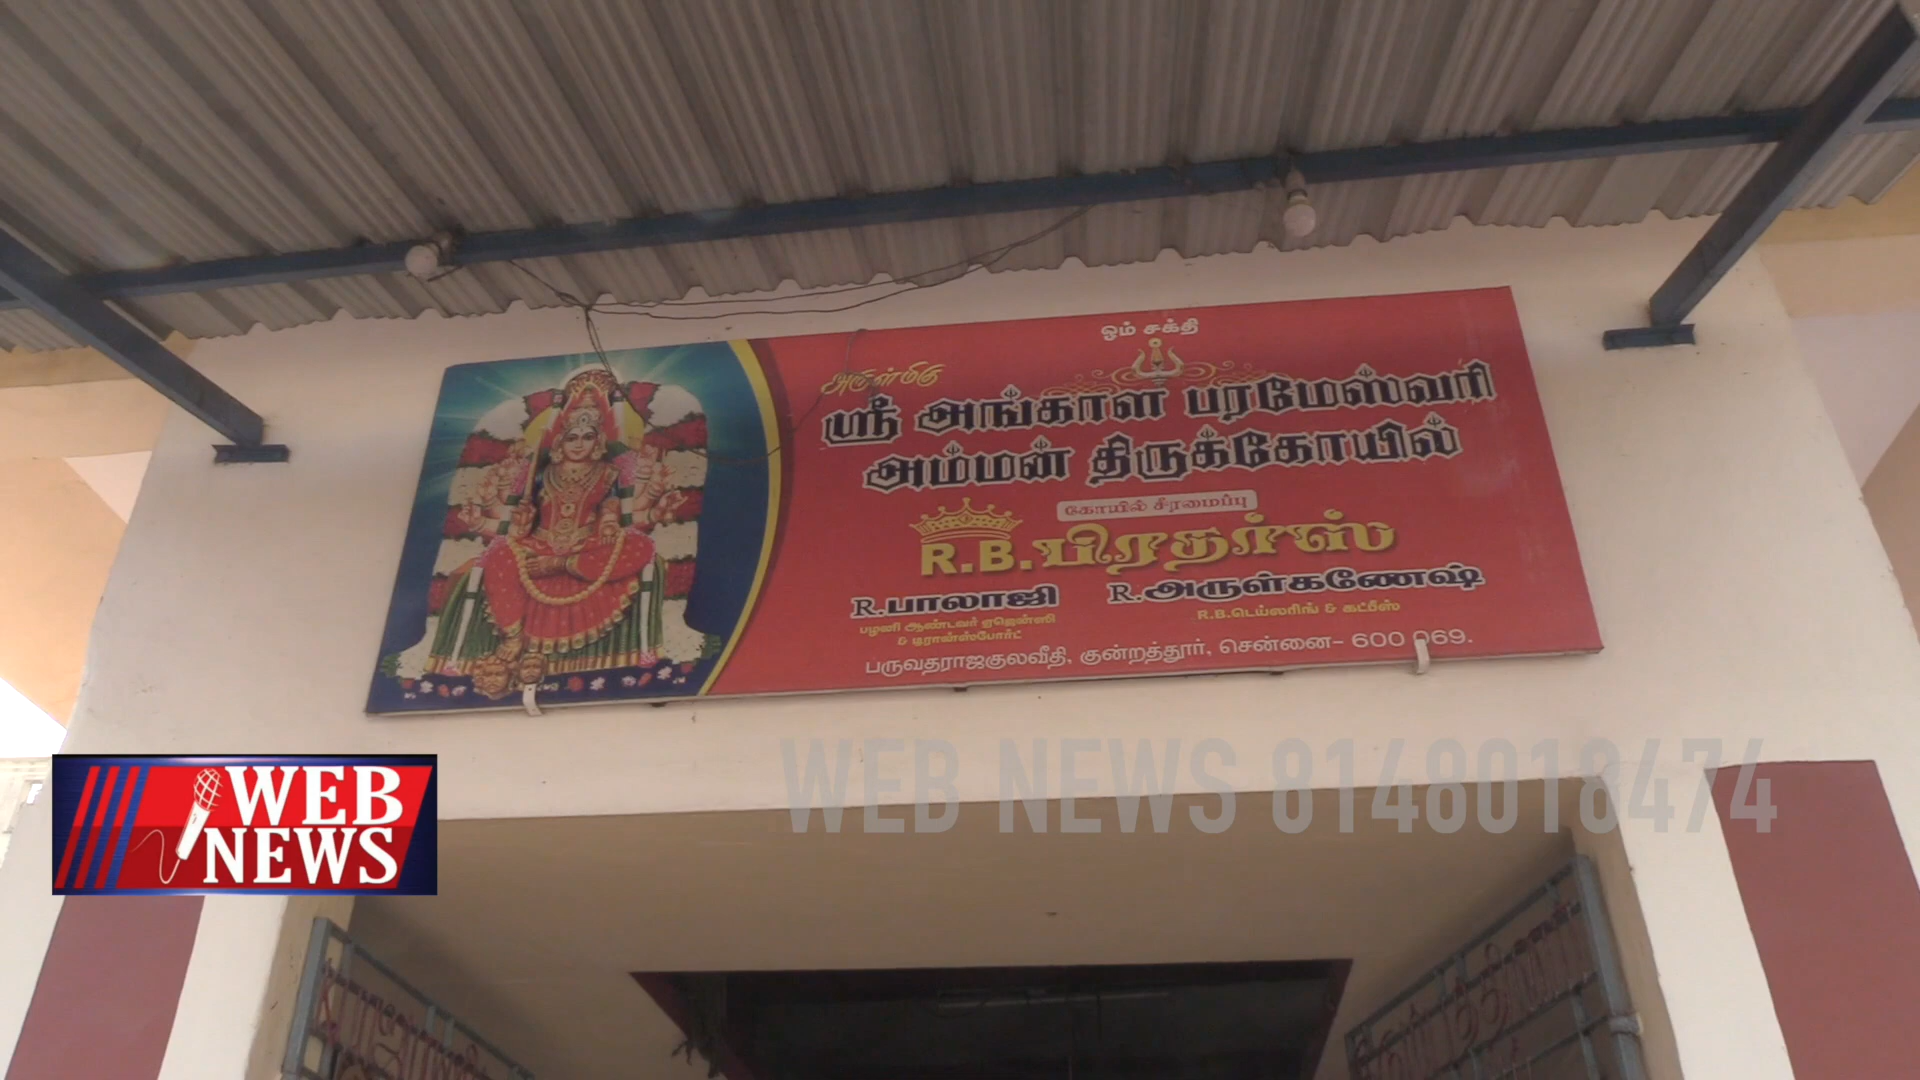 ஓம் சக்தி
அருள்மிகு
ஸ்ரீ அங்காள பரமேஸ்வரி
அம்மன் திருக்கோயில்
கோயில் சீரமைப்பு
R.B.பிரதர்ஸ்
R.பாலாஜி
பழனி ஆண்டவர் ஏஜென்ஸி
& டிரான்ஸ்போர்ட்
R.அருள்கணேஷ்
R.B.டெய்லரிங் & கட்பீஸ்
பருவதராஜகுலவீதி, குன்றத்தூர், சென்னை- 600 069.
WEB NEWS 8148018474
WEB
NEWS